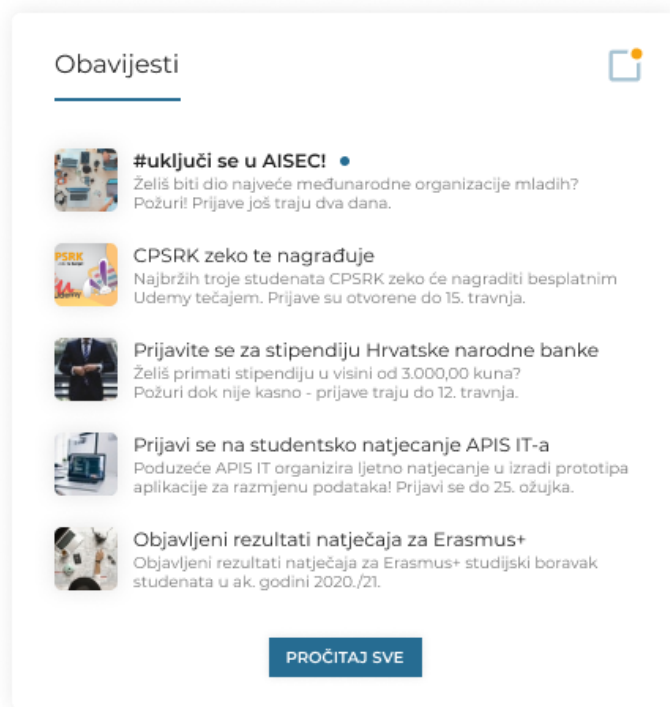 Obavijesti
#uključi se u AISEC!
Želiš biti dio najveće međunarodne organizacije mladih?
Požuri! Prijave još traju dva dana.
PSRK
Udemy
CPSRK zeko te nagrađuje
Najbržih troje studenata CPSRK zeko će nagraditi besplatnim
Udemy tečajem. Prijave su otvorene do 15. travnja.
Prijavite se za stipendiju Hrvatske narodne banke
Želiš primati stipendiju u visini od 3.000,00 kuna?
Požuri dok nije kasno - prijave traju do 12. travnja.
Prijavi se na studentsko natjecanje APIS IT-a
Poduzeće APIS IT organizira ljetno natjecanje u izradi prototipa
aplikacije za razmjenu podataka! Prijavi se do 25. ožujka.
Objavljeni rezultati natječaja za Erasmus+
Objavljeni rezultati natječaja za Erasmus+ studijski boravak
studenata u ak. godini 2020./21.
PROČITAJ SVE